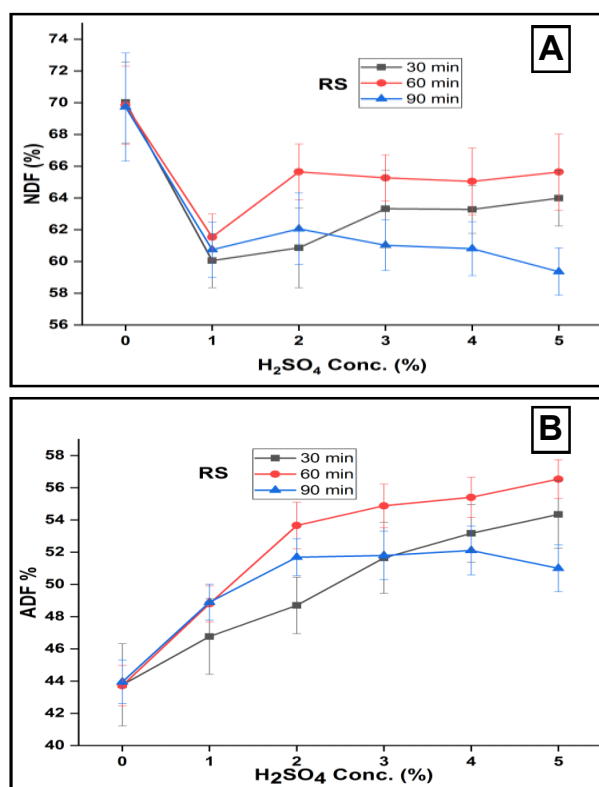 A
74
72
70
68
66
64
62
60
58
56
NDF (%)
RS
30 min
60 min
90 min
0 1 2 3 4 5
H₂SO₄ Conc. (%)
B
58
56
54
52
50
48
46
44
42
40
ADF %
RS
30 min
60 min
90 min
0 1 2 3 4 5
H₂SO₄ Conc. (%)